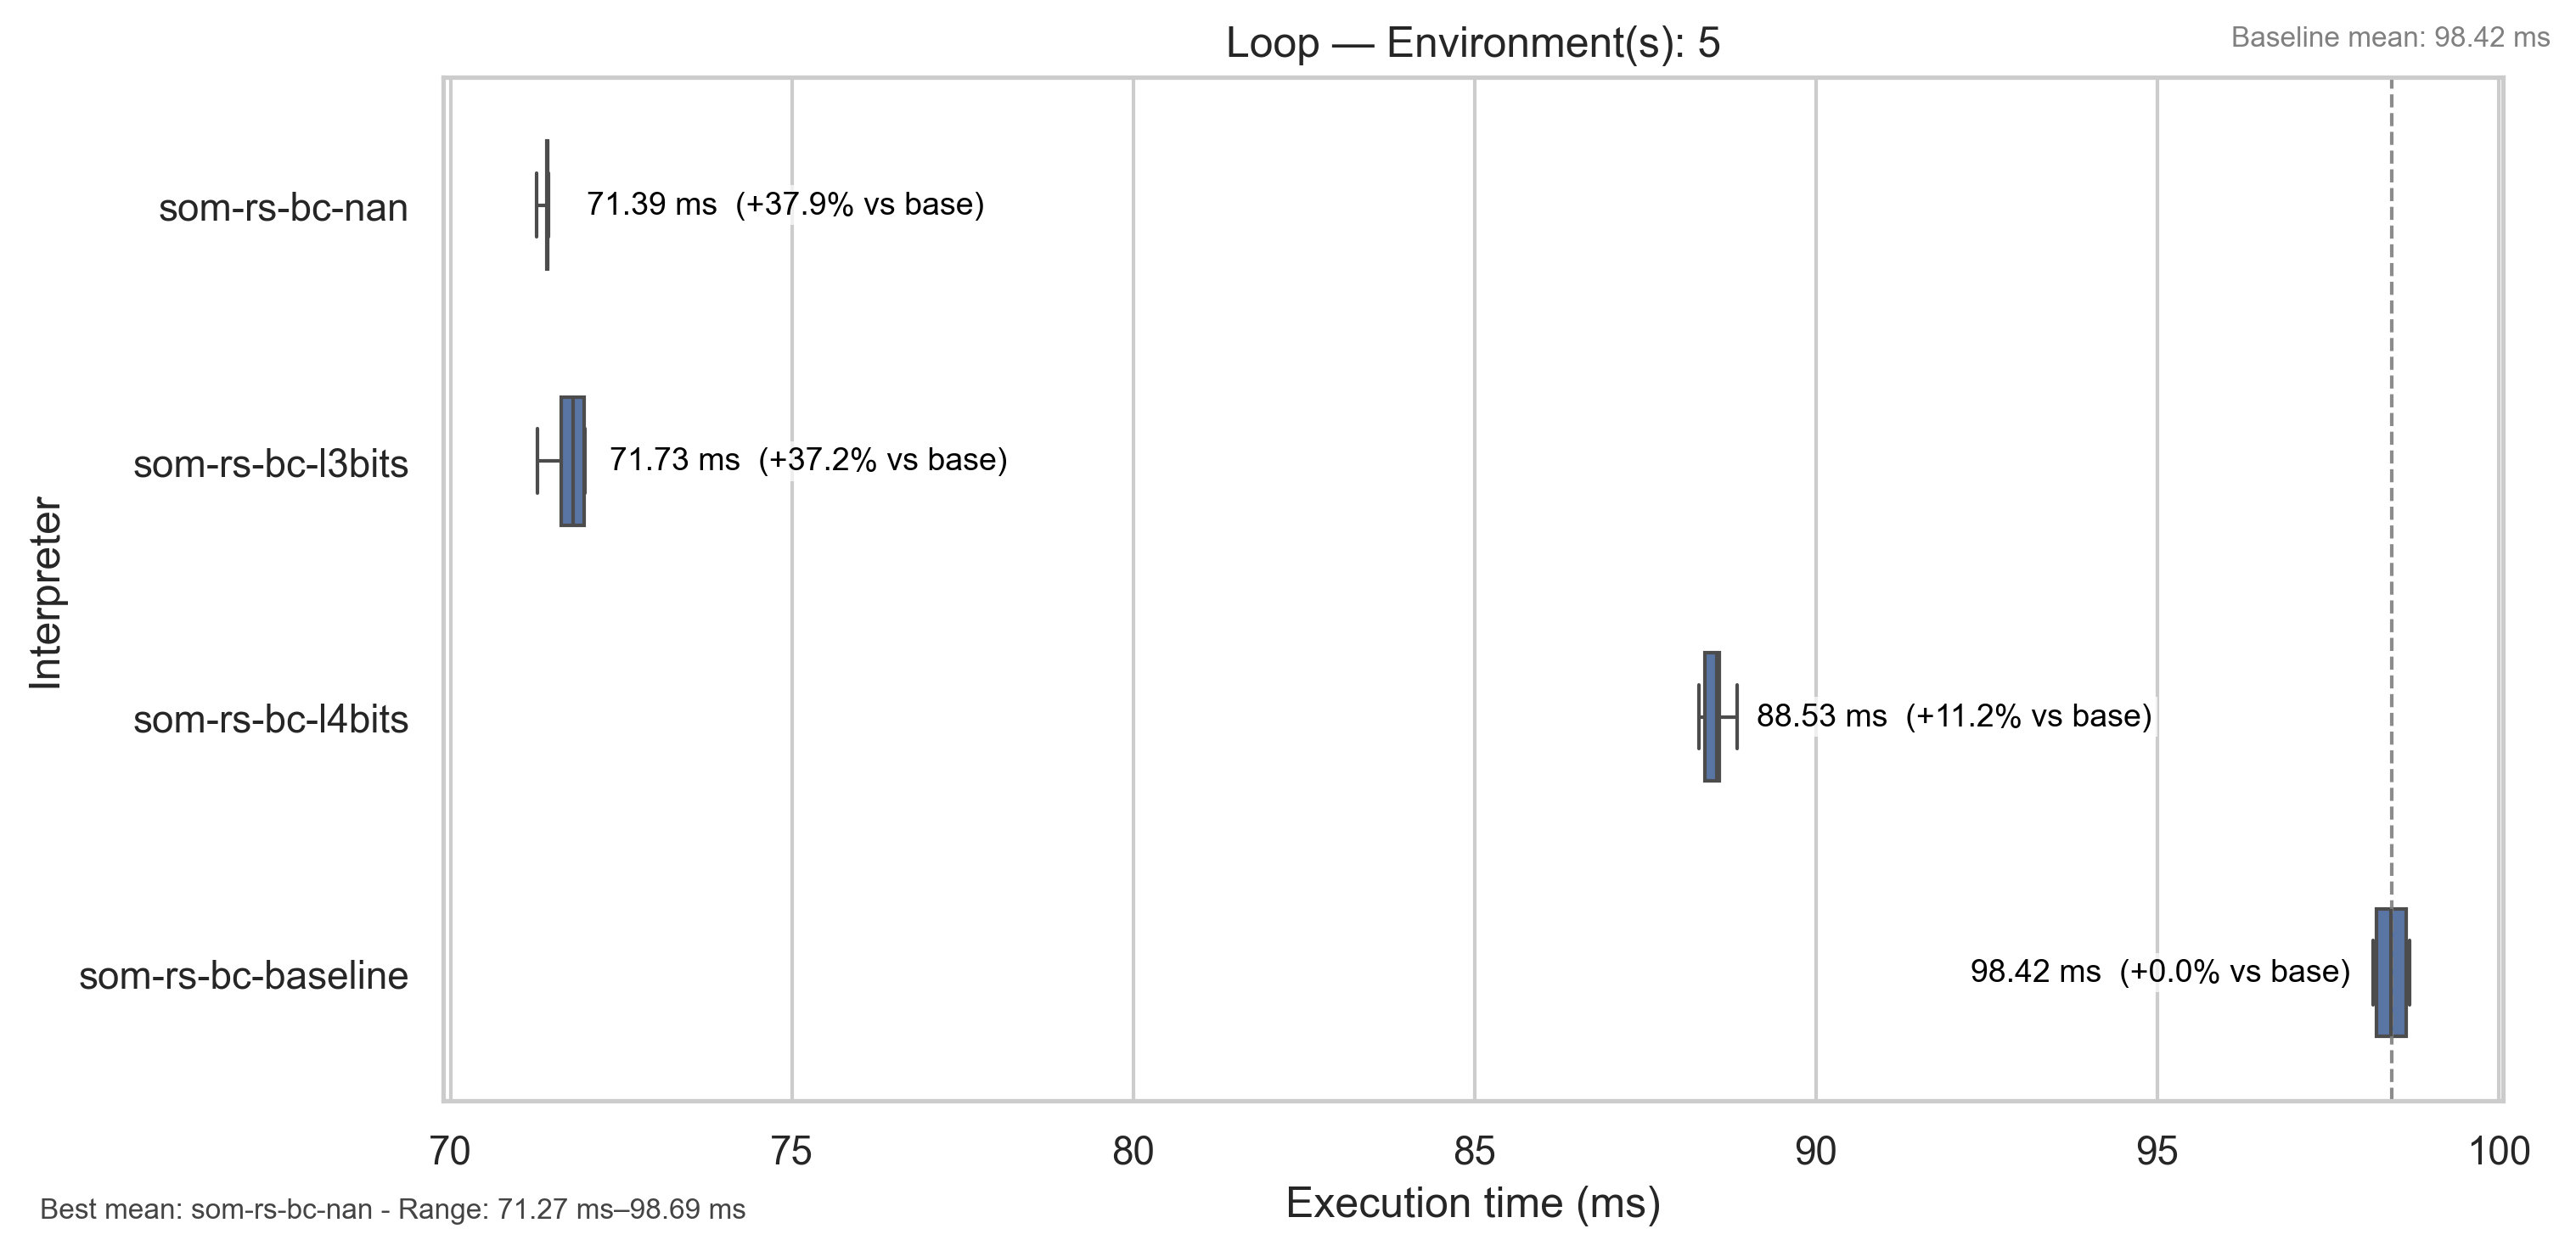 Loop — Environment(s): 5
Baseline mean: 98.42 ms
Interpreter
som-rs-bc-nan
71.39 ms (+37.9% vs base)
som-rs-bc-l3bits
71.73 ms (+37.2% vs base)
som-rs-bc-l4bits
88.53 ms (+11.2% vs base)
som-rs-bc-baseline
98.42 ms (+0.0% vs base)
70 75 80 85 90 95 100
Execution time (ms)
Best mean: som-rs-bc-nan - Range: 71.27 ms–98.69 ms